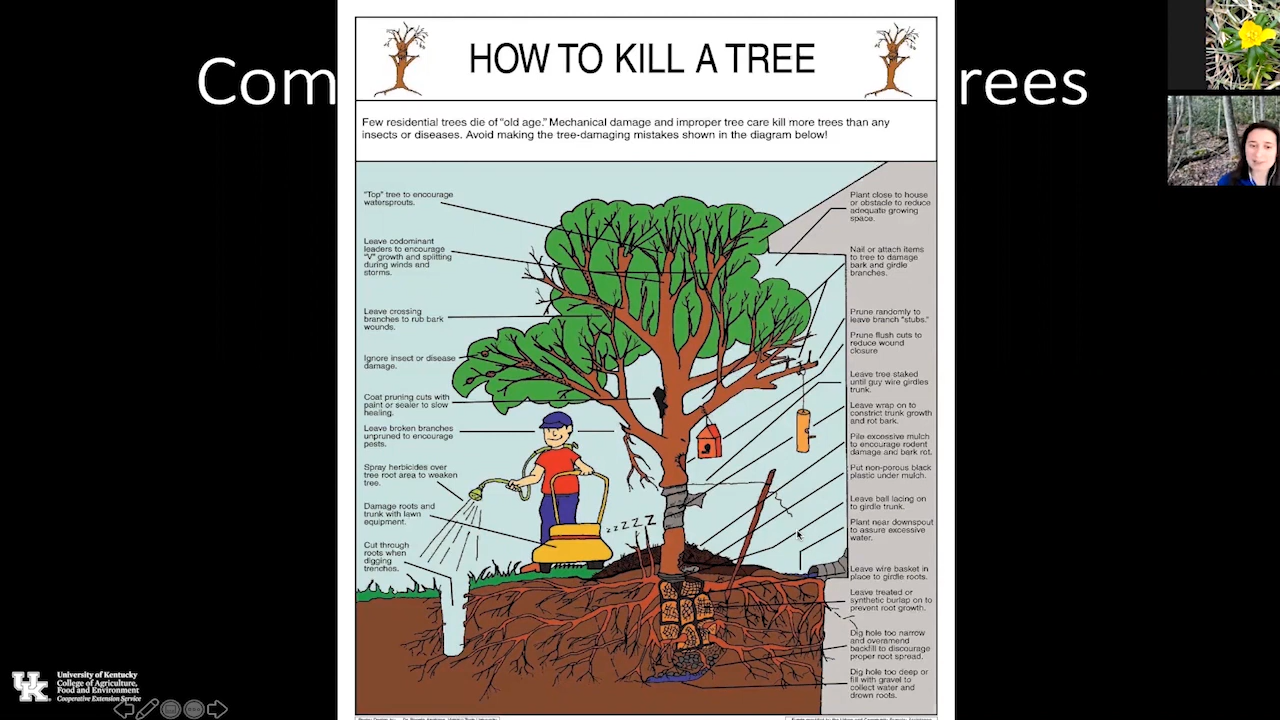 Com
rees
HOW TO KILL A TREE
Few residential trees die of “old age.” Mechanical damage and improper tree care kill more trees than any
insects or diseases. Avoid making the tree-damaging mistakes shown in the diagram below!
"Top" tree to encourage
watersprouts.
Leave codominant
leaders to encourage
"V" growth and splitting
during winds and
storms.
Leave crossing
branches to rub bark
wounds.
Ignore insect or disease
damage.
Coat pruning cuts with
paint or sealer to slow
healing.
Leave broken branches
unpruned to encourage
pests.
Spray herbicides over
tree root area to weaken
tree.
Damage roots and
trunk with lawn
equipment.
Cut through
roots when
digging
trenches.
zzzzZ
Plant close to house
or obstacle to reduce
adequate growing
space.
Nail or attach items
to tree to damage
bark and girdle
branches.
Prune randomly to
leave branch "stubs."
Prune flush cuts to
reduce wound
closure
Leave tree staked
until guy wire girdles
trunk.
Leave wrap on to
constrict trunk growth
and rot bark.
Pile excessive mulch
to encourage rodent
damage and bark rot.
Put non-porous black
plastic under mulch.
Leave ball lacing on
to girdle trunk.
Plant near downspout
to assure excessive
water.
Leave wire basket in
place to girdle roots.
Leave treated or
synthetic burlap on to
prevent root growth.
Dig hole too narrow
and overamend
backfill to discourage
proper root spread.
Dig hole too deep or
fill with gravel to
collect water and
drown roots.
UK
University of Kentucky
College of Agriculture,
Food and Environment
Cooperative Extension Service